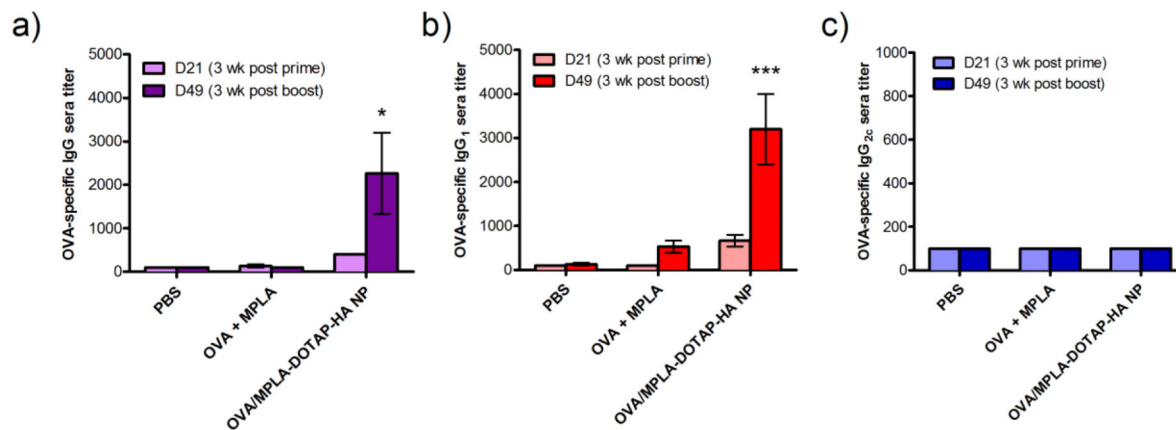 a)
OVA-specific IgG sera titer
5000
4000
3000
2000
1000
0
D21 (3 wk post prime)
D49 (3 wk post boost)
*
PBS
OVA + MPLA
OVA/MPLA-DOTAP-HA NP
b)
OVA-specific IgG₁ sera titer
5000
4000
3000
2000
1000
0
D21 (3 wk post prime)
D49 (3 wk post boost)
***
PBS
OVA + MPLA
OVA/MPLA-DOTAP-HA NP
c)
OVA-specific IgG₂c sera titer
1000
800
600
400
200
0
D21 (3 wk post prime)
D49 (3 wk post boost)
PBS
OVA + MPLA
OVA/MPLA-DOTAP-HA NP